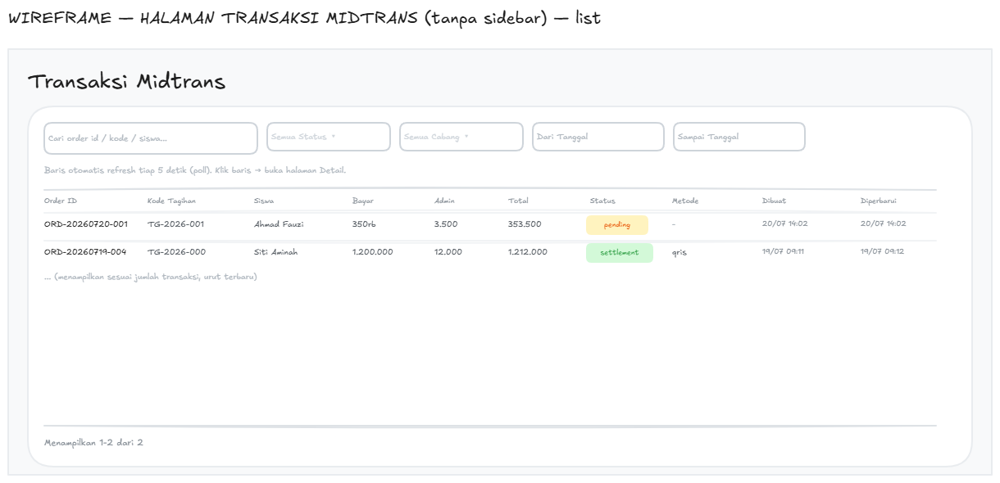 WIREFRAME — HALAMAN TRANSAKSI MIDTRANS (tanpa sidebar) — list
Transaksi Midtrans
Cari order id / kode / siswa... Semua Status ▾ Semua Cabang ▾ Dari Tanggal Sampai Tanggal
Baris otomatis refresh tiap 5 detik (poll). Klik baris → buka halaman Detail.
Order ID Kode Tagihan Siswa Bayar Admin Total Status Metode Dibuat Diperbarui
ORD-20260720-001 TG-2026-001 Ahmad Fauzi 350rb 3.500 353.500 pending - 20/07 14:02 20/07 14:02
ORD-20260719-004 TG-2026-000 Siti Aminah 1.200.000 12.000 1.212.000 settlement qris 19/07 09:11 19/07 09:12
... (menampilkan sesuai jumlah transaksi, urut terbaru)
Menampilkan 1-2 dari 2